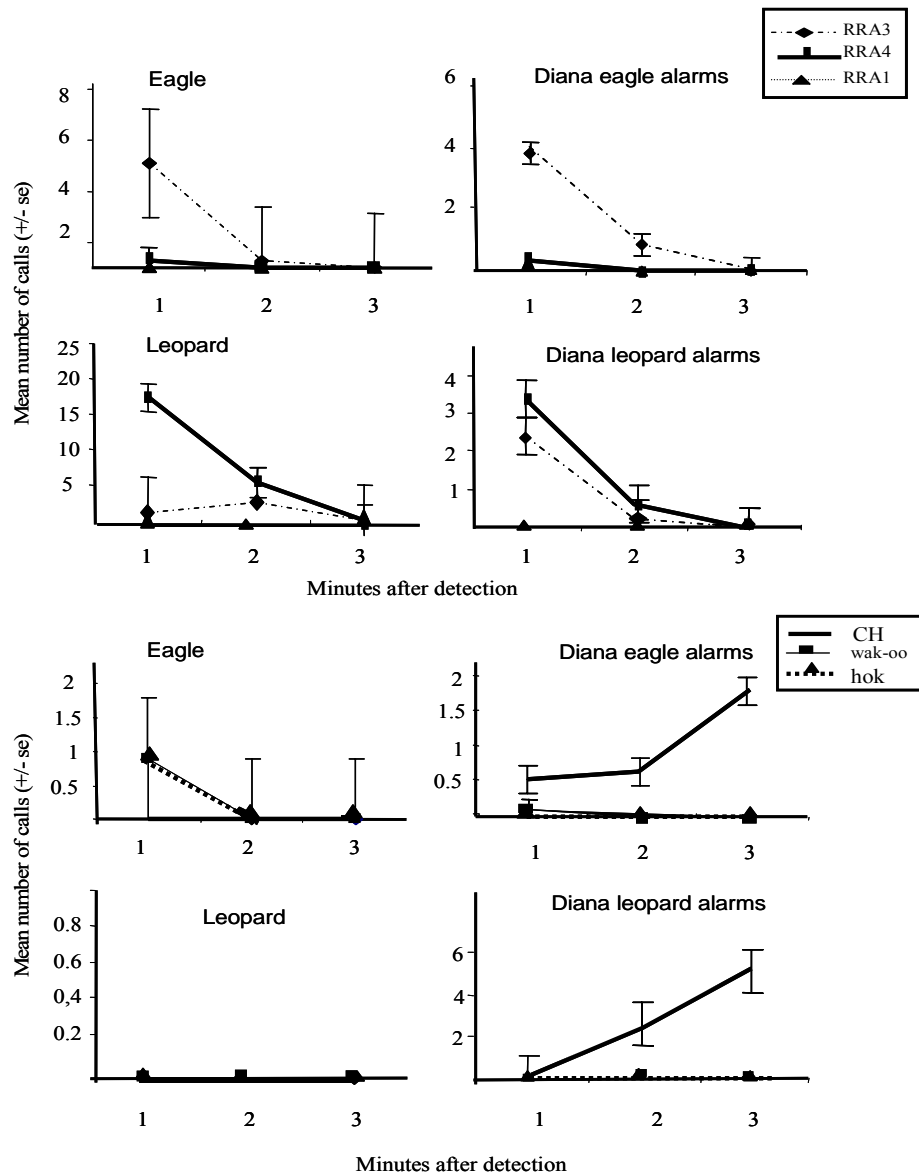 RRA3
RRA4
RRA1
Eagle
Diana eagle alarms
8
6
4
2
6
4
2
1 2 3
1 2 3
Mean number of calls (+/- se)
Leopard
Diana leopard alarms
25
20
15
10
5
4
3
2
1
1 2 3
1 2 3
Minutes after detection
CH
wak-oo
hok
Eagle
Diana eagle alarms
2
1.5
1
0.5
2
1.5
1
0.5
1 2 3
1 2 3
Mean number of calls (+/- se)
Leopard
Diana leopard alarms
0.8
0.6
0,4
0.2
6
4
2
1 2 3
1 2 3
Minutes after detection